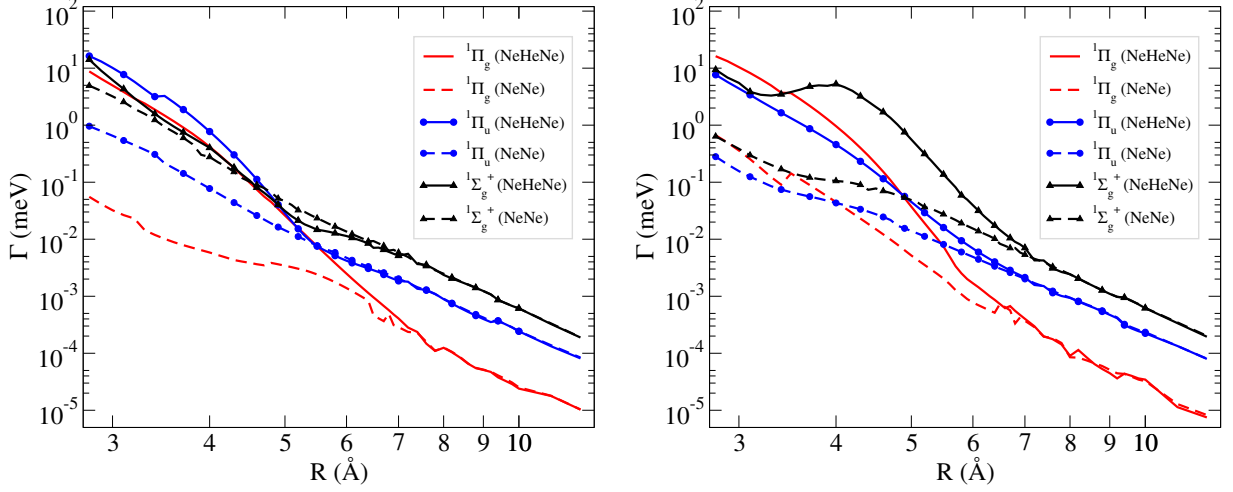 10^2
10^1
10^0
10^-1
10^-2
10^-3
10^-4
10^-5
Γ (meV)
3 4 5 6 7 8 9 10
R (Å)
^1Π_g (NeHeNe)
^1Π_g (NeNe)
^1Π_u (NeHeNe)
^1Π_u (NeNe)
^1Σ_g^+ (NeHeNe)
^1Σ_g^+ (NeNe)
10^2
10^1
10^0
10^-1
10^-2
10^-3
10^-4
10^-5
Γ (meV)
3 4 5 6 7 8 9 10
R (Å)
^1Π_g (NeHeNe)
^1Π_g (NeNe)
^1Π_u (NeHeNe)
^1Π_u (NeNe)
^1Σ_g^+ (NeHeNe)
^1Σ_g^+ (NeNe)